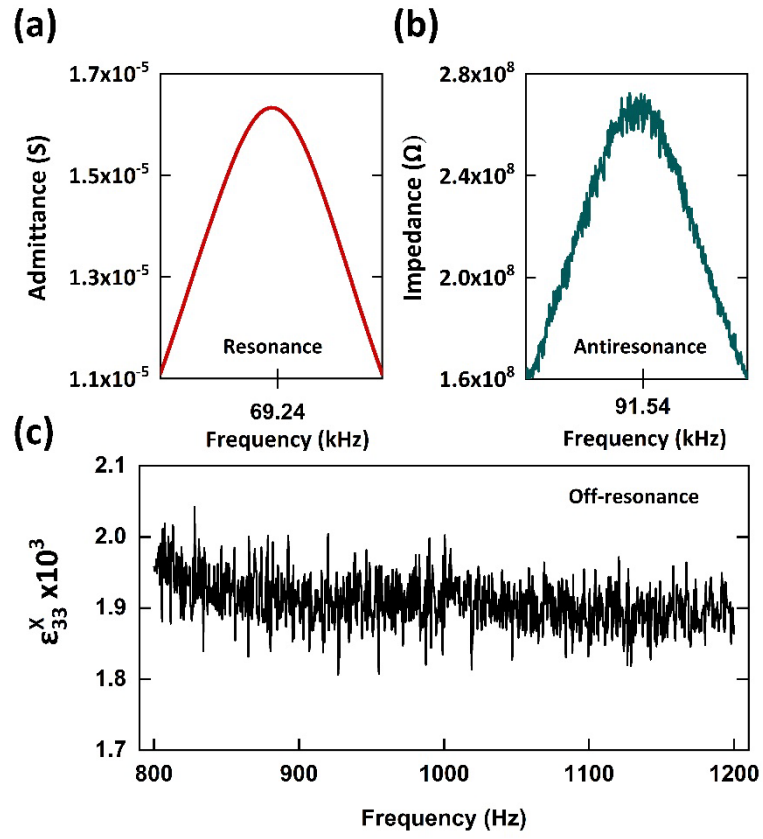 (a)
Admittance (S)
1.7x10⁻⁵
1.5x10⁻⁵
1.3x10⁻⁵
1.1x10⁻⁵
Resonance
69.24
Frequency (kHz)
(b)
Impedance (Ω)
2.8x10⁸
2.4x10⁸
2.0x10⁸
1.6x10⁸
Antiresonance
91.54
Frequency (kHz)
(c)
ε₃₃ˣ x10³
2.1
2.0
1.9
1.8
1.7
Off-resonance
800 900 1000 1100 1200
Frequency (Hz)